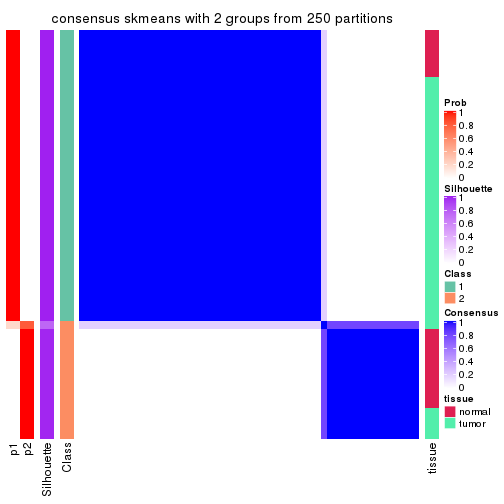 consensus skmeans with 2 groups from 250 partitions
Prob
1
0.8
0.6
0.4
0.2
0
Silhouette
1
0.8
0.6
0.4
0.2
0
Class
1
2
Consensus
1
0.8
0.6
0.4
0.2
0
tissue
normal
tumor
p1
p2
Silhouette
Class
tissue